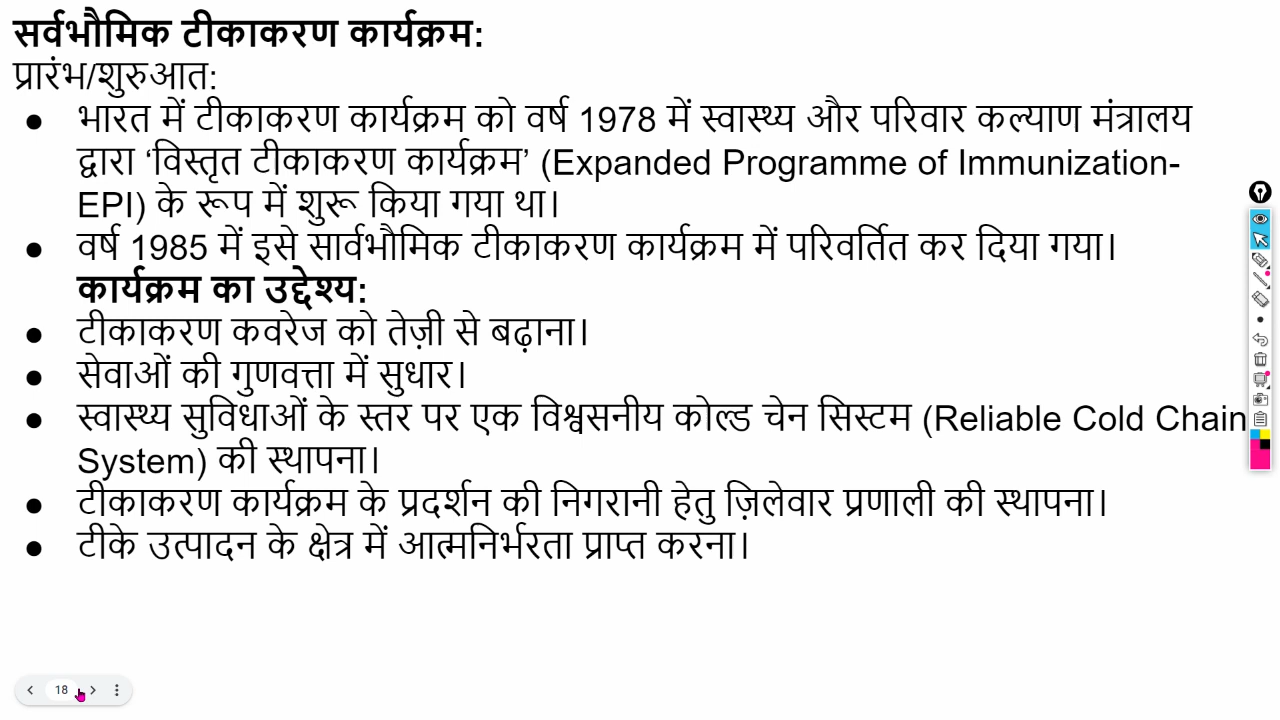 सर्वभौमिक टीकाकरण कार्यक्रम:
प्रारंभ/शुरुआत:
● भारत में टीकाकरण कार्यक्रम को वर्ष 1978 में स्वास्थ्य और परिवार कल्याण मंत्रालय
द्वारा ‘विस्तृत टीकाकरण कार्यक्रम’ (Expanded Programme of Immunization-
EPI) के रूप में शुरू किया गया था।
● वर्ष 1985 में इसे सार्वभौमिक टीकाकरण कार्यक्रम में परिवर्तित कर दिया गया।
कार्यक्रम का उद्देश्य:
● टीकाकरण कवरेज को तेज़ी से बढ़ाना।
● सेवाओं की गुणवत्ता में सुधार।
● स्वास्थ्य सुविधाओं के स्तर पर एक विश्वसनीय कोल्ड चेन सिस्टम (Reliable Cold Chain
System) की स्थापना।
● टीकाकरण कार्यक्रम के प्रदर्शन की निगरानी हेतु ज़िलेवार प्रणाली की स्थापना।
● टीके उत्पादन के क्षेत्र में आत्मनिर्भरता प्राप्त करना।
18